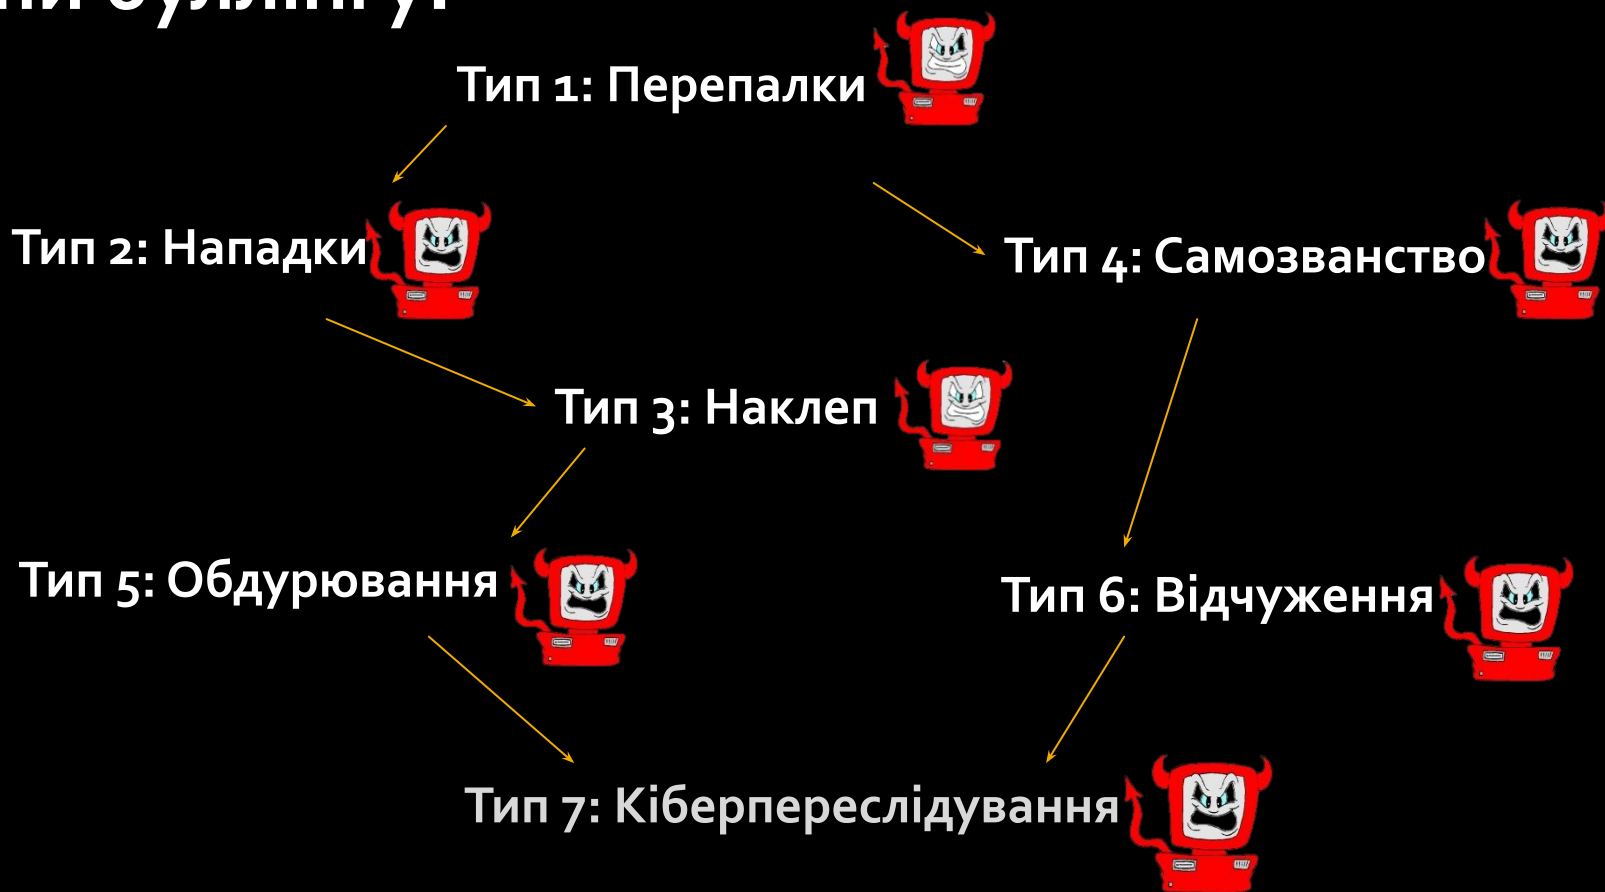 Тип 1: Перепалки
Тип 2: Нападки
Тип 4: Самозванство
Тип 3: Наклеп
Тип 5: Обдурювання
Тип 6: Відчуження
Тип 7: Кіберпереслідування